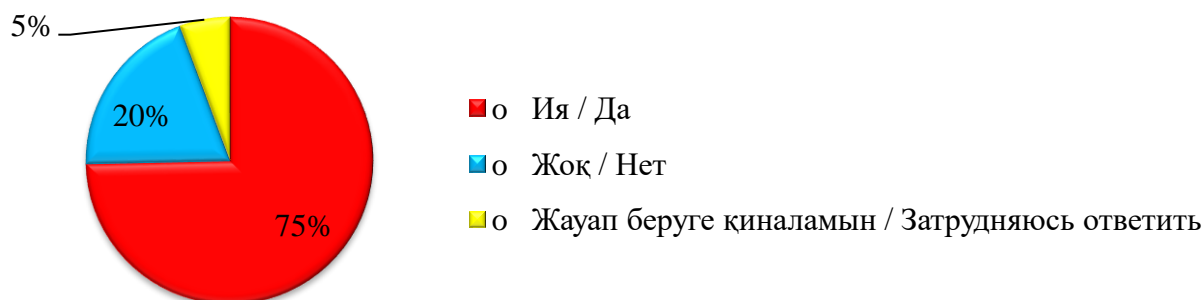 5%
20%
75%
o Ия / Да
o Жоқ / Нет
o Жауап беруге қиналамын / Затрудняюсь ответить